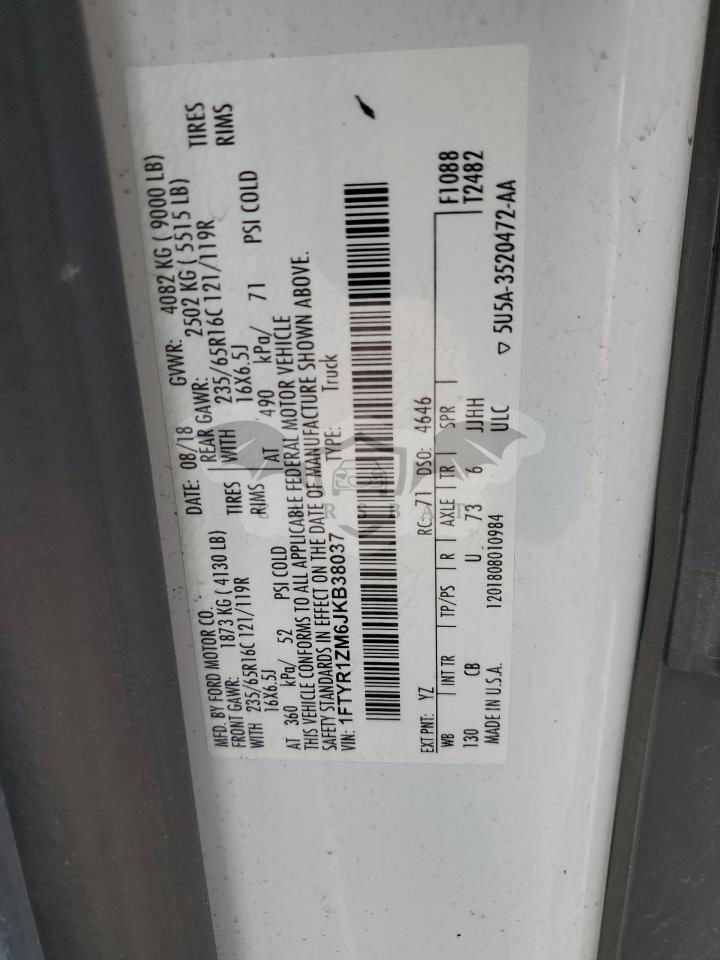 MFD. BY FORD MOTOR CO. DATE: 08/18 GVWR: 4082 KG ( 9000 LB)
FRONT GAWR: 1873 KG ( 4130 LB) REAR GAWR: 2502 KG ( 5515 LB)
WITH 235/65R16C 121/119R TIRES WITH 235/65R16C 121/119R TIRES
16X6.5J RIMS 16X6.5J RIMS
AT 360 kPa/ 52 PSI COLD AT 490 kPa/ 71 PSI COLD
THIS VEHICLE CONFORMS TO ALL APPLICABLE FEDERAL MOTOR VEHICLE
SAFETY STANDARDS IN EFFECT ON THE DATE OF MANUFACTURE SHOWN ABOVE.
VIN: 1FTYR1ZM6JKB38037 TYPE: Truck
EXT PNT: YZ RC: 71 DSO: 4646
WB INT TR TP/PS R AXLE TR SPR F1088
130 CB U 73 6 JJHH T2482
MADE IN U.S.A. 1201808010984 ULC
5U5A-3520472-AA
CARSBAT